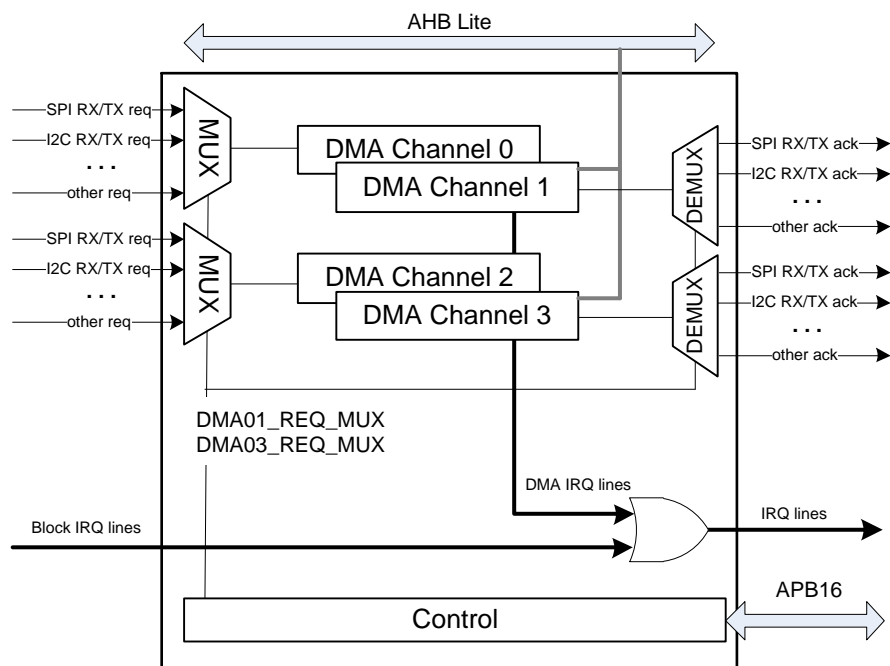 AHB Lite
SPI RX/TX req
I2C RX/TX req
. . .
other req
MUX
DMA Channel 0
DMA Channel 1
DEMUX
SPI RX/TX ack
I2C RX/TX ack
. . .
other ack
SPI RX/TX req
I2C RX/TX req
. . .
other req
MUX
DMA Channel 2
DMA Channel 3
DEMUX
SPI RX/TX ack
I2C RX/TX ack
. . .
other ack
DMA01_REQ_MUX
DMA03_REQ_MUX
DMA IRQ lines
Block IRQ lines
IRQ lines
APB16
Control